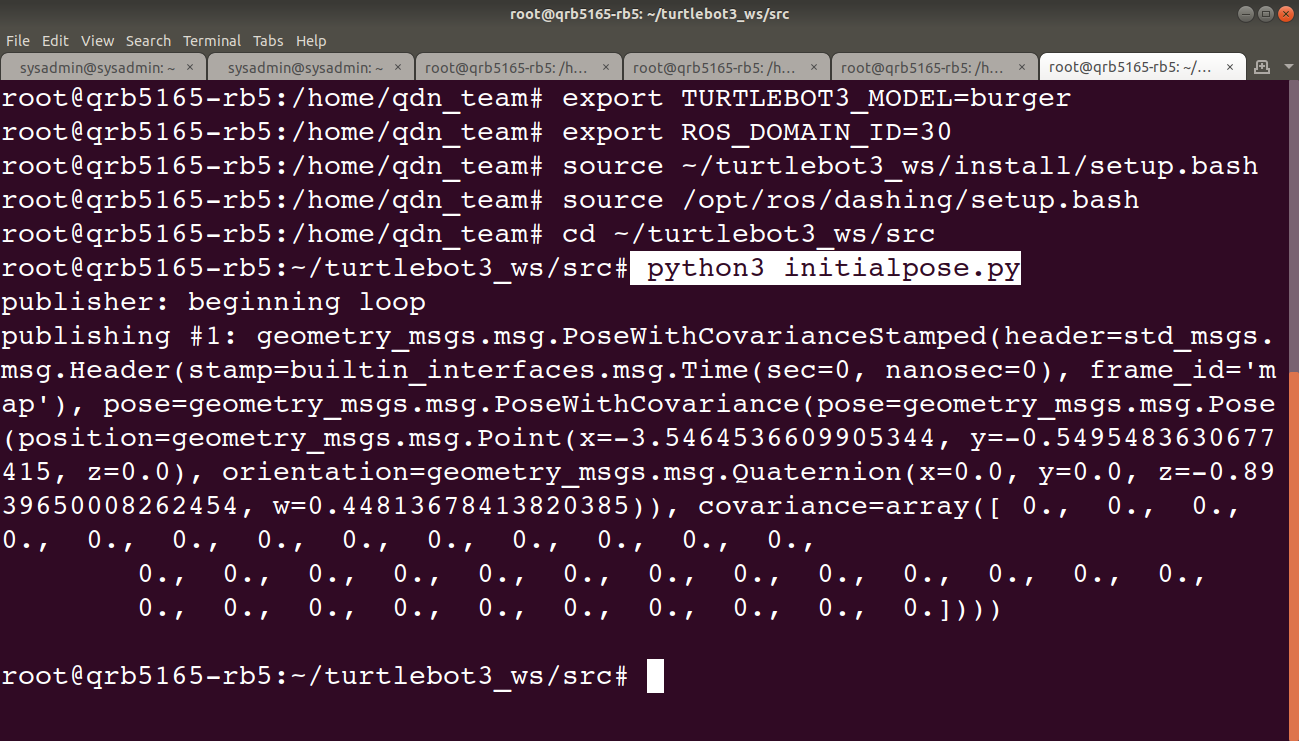 root@qrb5165-rb5: ~/turtlebot3_ws/src
File Edit View Search Terminal Tabs Help
sysadmin@sysadmin: ~ × sysadmin@sysadmin: ~ × root@qrb5165-rb5: /h... × root@qrb5165-rb5: /h... × root@qrb5165-rb5: /h... × root@qrb5165-rb5: ~/... ×
root@qrb5165-rb5:/home/qdn_team# export TURTLEBOT3_MODEL=burger
root@qrb5165-rb5:/home/qdn_team# export ROS_DOMAIN_ID=30
root@qrb5165-rb5:/home/qdn_team# source ~/turtlebot3_ws/install/setup.bash
root@qrb5165-rb5:/home/qdn_team# source /opt/ros/dashing/setup.bash
root@qrb5165-rb5:/home/qdn_team# cd ~/turtlebot3_ws/src
root@qrb5165-rb5:~/turtlebot3_ws/src# python3 initialpose.py
publisher: beginning loop
publishing #1: geometry_msgs.msg.PoseWithCovarianceStamped(header=std_msgs.
msg.Header(stamp=builtin_interfaces.msg.Time(sec=0, nanosec=0), frame_id='m
ap'), pose=geometry_msgs.msg.PoseWithCovariance(pose=geometry_msgs.msg.Pose
(position=geometry_msgs.msg.Point(x=-3.5464536609905344, y=-0.5495483630677
415, z=0.0), orientation=geometry_msgs.msg.Quaternion(x=0.0, y=0.0, z=-0.89
39650008262454, w=0.44813678413820385)), covariance=array([ 0., 0., 0.,
0., 0., 0., 0., 0., 0., 0., 0., 0., 0.,
0., 0., 0., 0., 0., 0., 0., 0., 0., 0., 0., 0., 0.,
0., 0., 0., 0., 0., 0., 0., 0., 0., 0.])))
root@qrb5165-rb5:~/turtlebot3_ws/src#